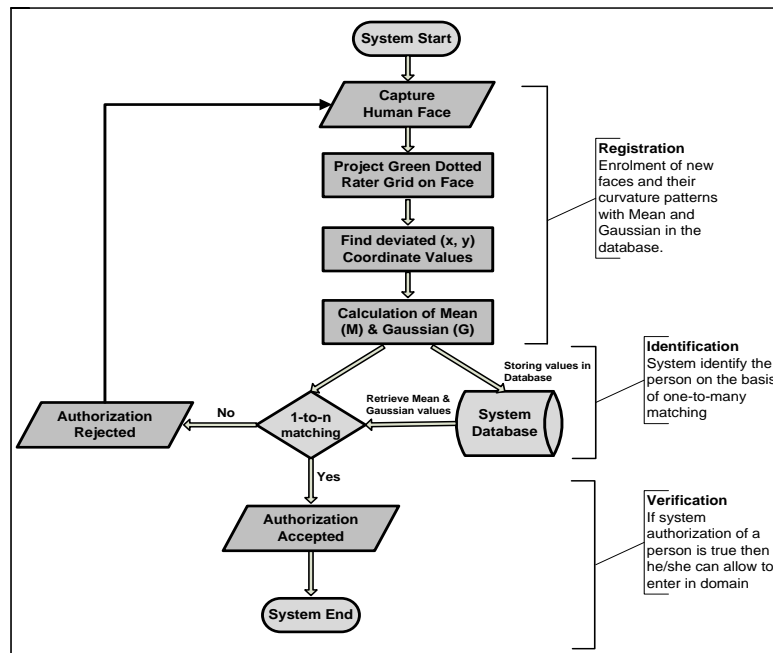 System Start
Capture
Human Face
Project Green Dotted
Rater Grid on Face
Find deviated (x, y)
Coordinate Values
Calculation of Mean
(M) & Gaussian (G)
Registration
Enrolment of new
faces and their
curvature patterns
with Mean and
Gaussian in the
database.
Storing values in
Database
Retrieve Mean &
Gaussian values
System
Database
1-to-n
matching
No
Authorization
Rejected
Yes
Identification
System identify the
person on the basis
of one-to-many
matching
Authorization
Accepted
System End
Verification
If system
authorization of a
person is true then
he/she can allow to
enter in domain